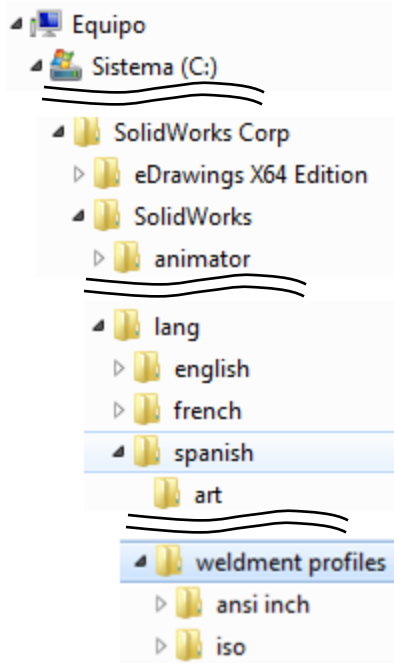 Equipo
Sistema (C:)
SolidWorks Corp
eDrawings X64 Edition
SolidWorks
animator
lang
english
french
spanish
art
weldment profiles
ansi inch
iso